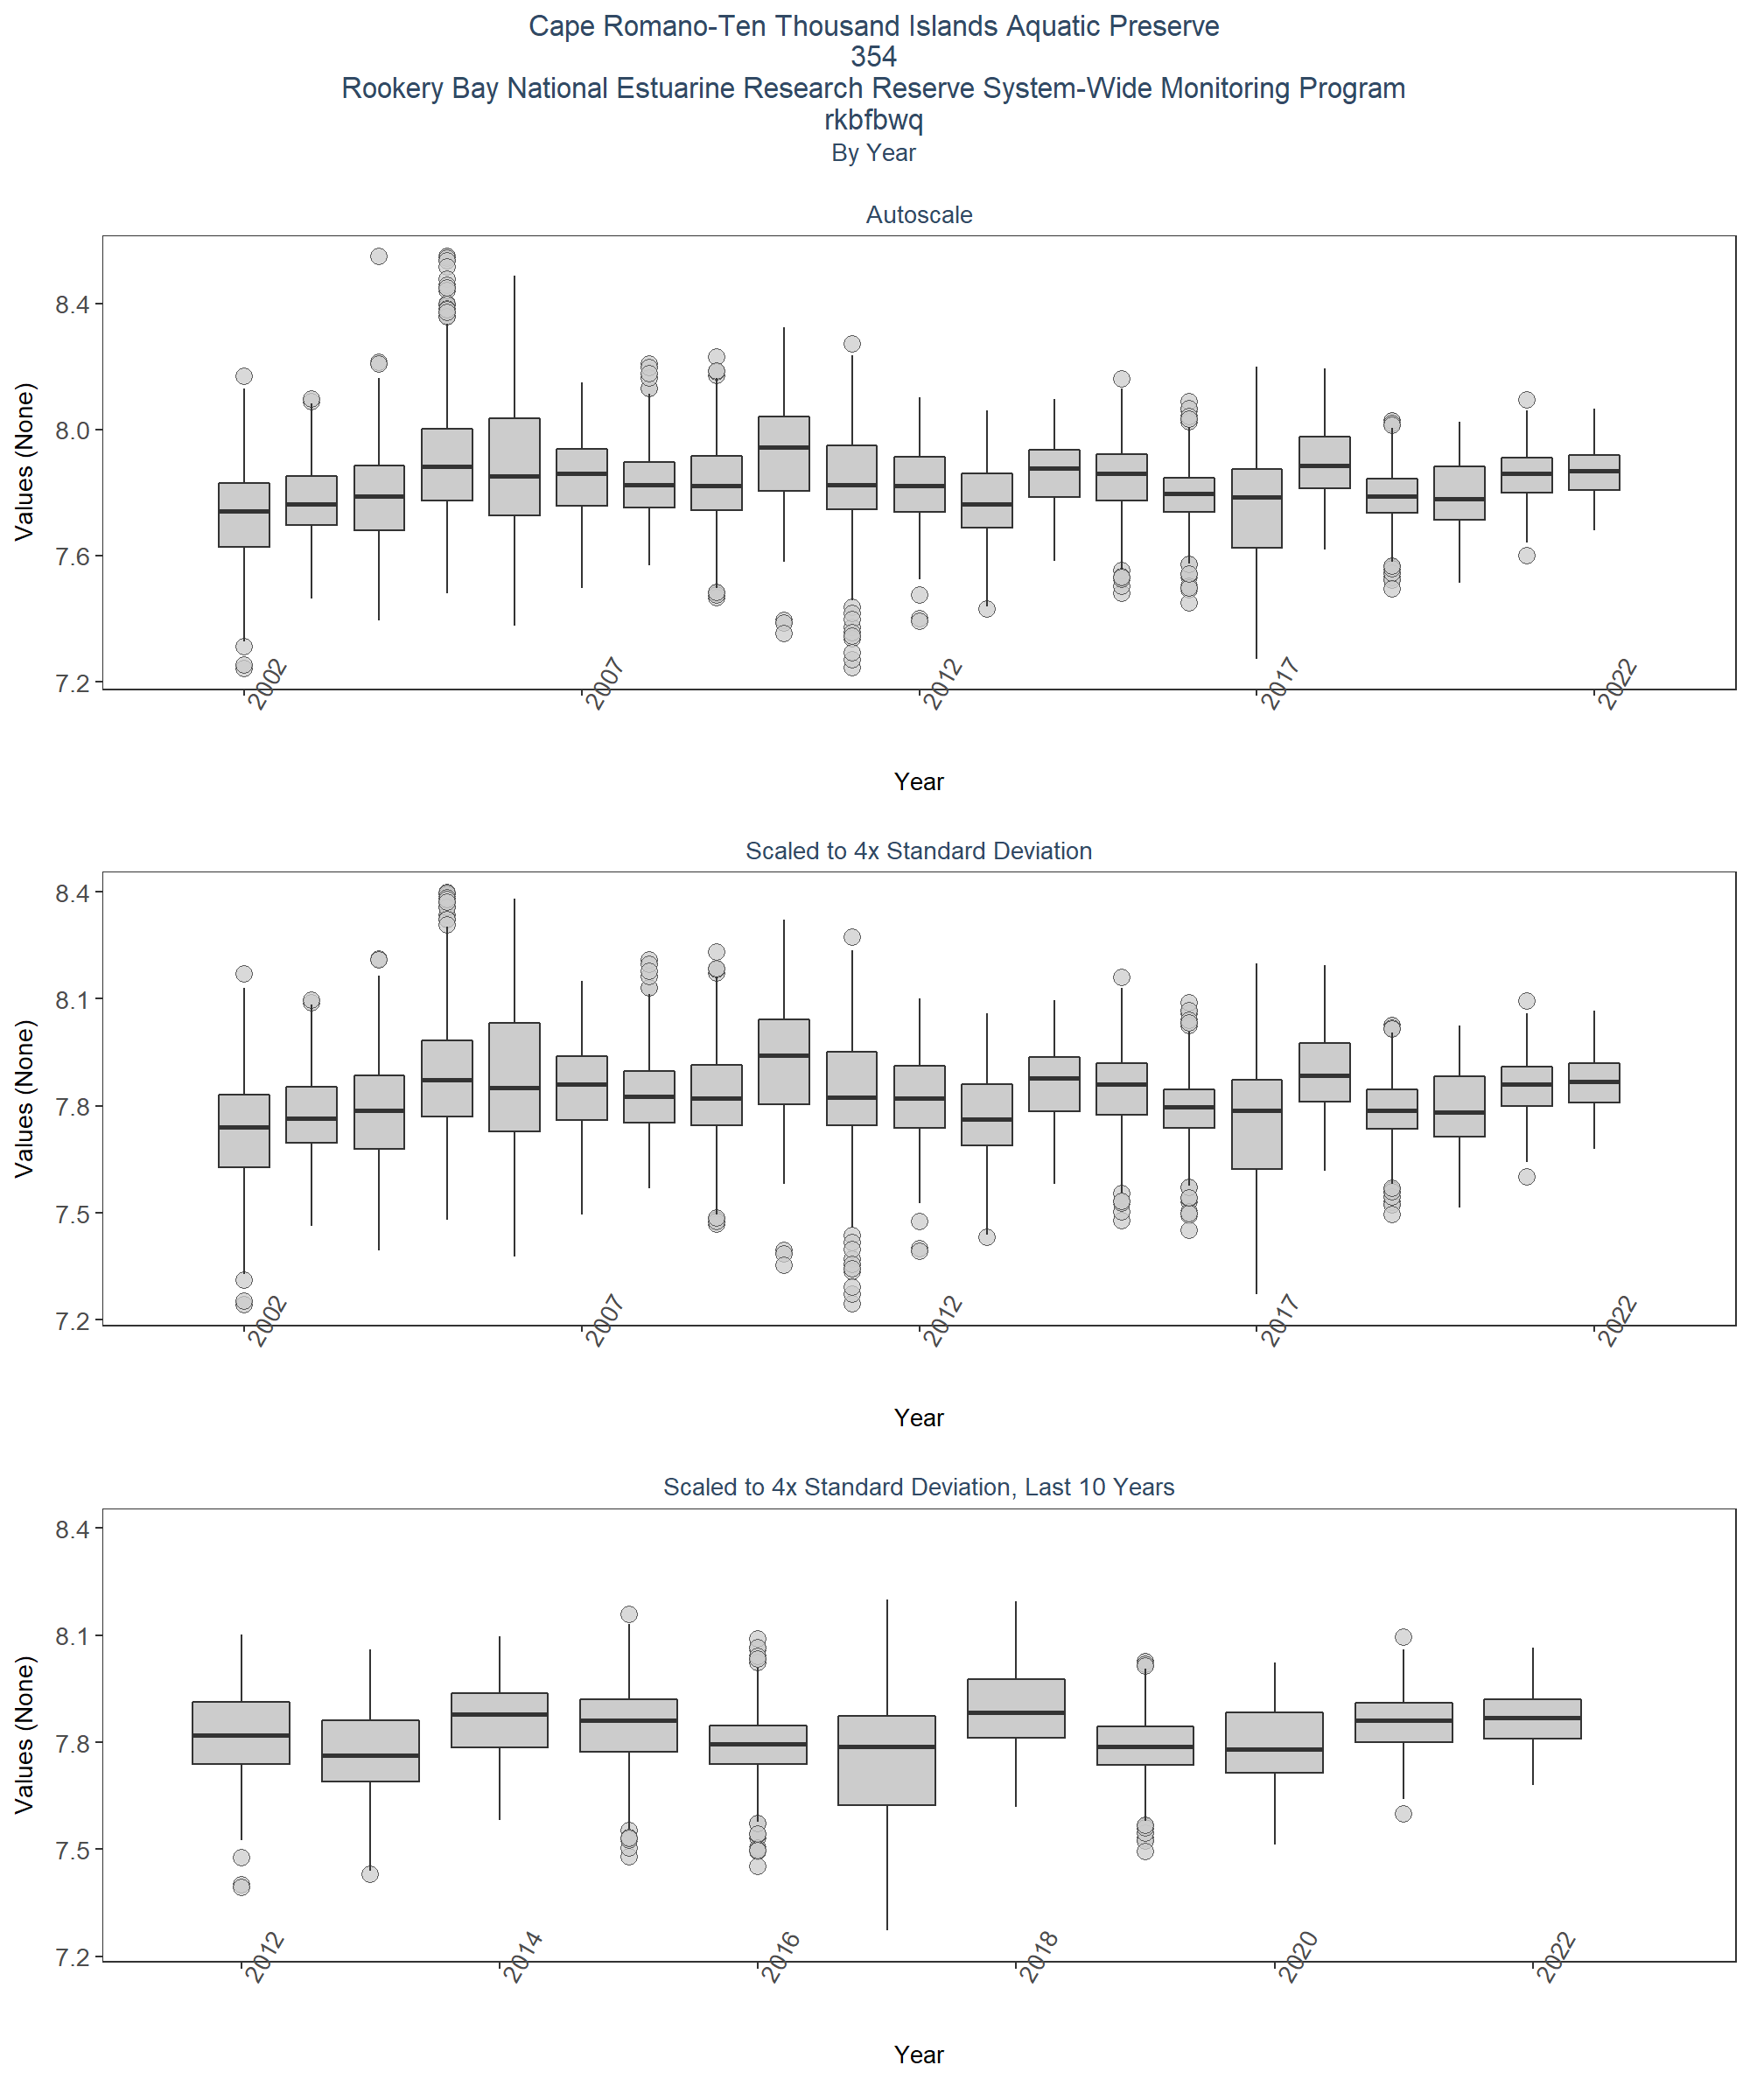 Cape Romano-Ten Thousand Islands Aquatic Preserve
354
Rookery Bay National Estuarine Research Reserve System-Wide Monitoring Program
rkbfbwq
By Year
Autoscale
Values (None)
8.4
8.0
7.6
7.2
2002
2007
2012
2017
2022
Year
Scaled to 4x Standard Deviation
Values (None)
8.4
8.1
7.8
7.5
7.2
2002
2007
2012
2017
2022
Year
Scaled to 4x Standard Deviation, Last 10 Years
Values (None)
8.4
8.1
7.8
7.5
7.2
2012
2014
2016
2018
2020
2022
Year